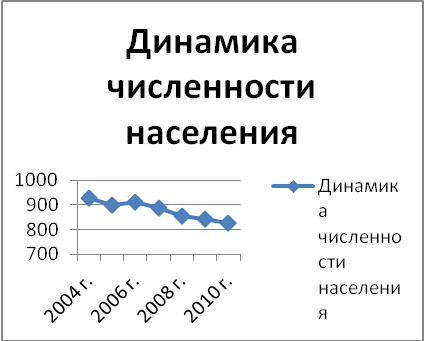 Динамика
численности
населения
1000
900
800
700
2004 г.
2006 г.
2008 г.
2010 г.
Динамик
а
численно
сти
населени
я